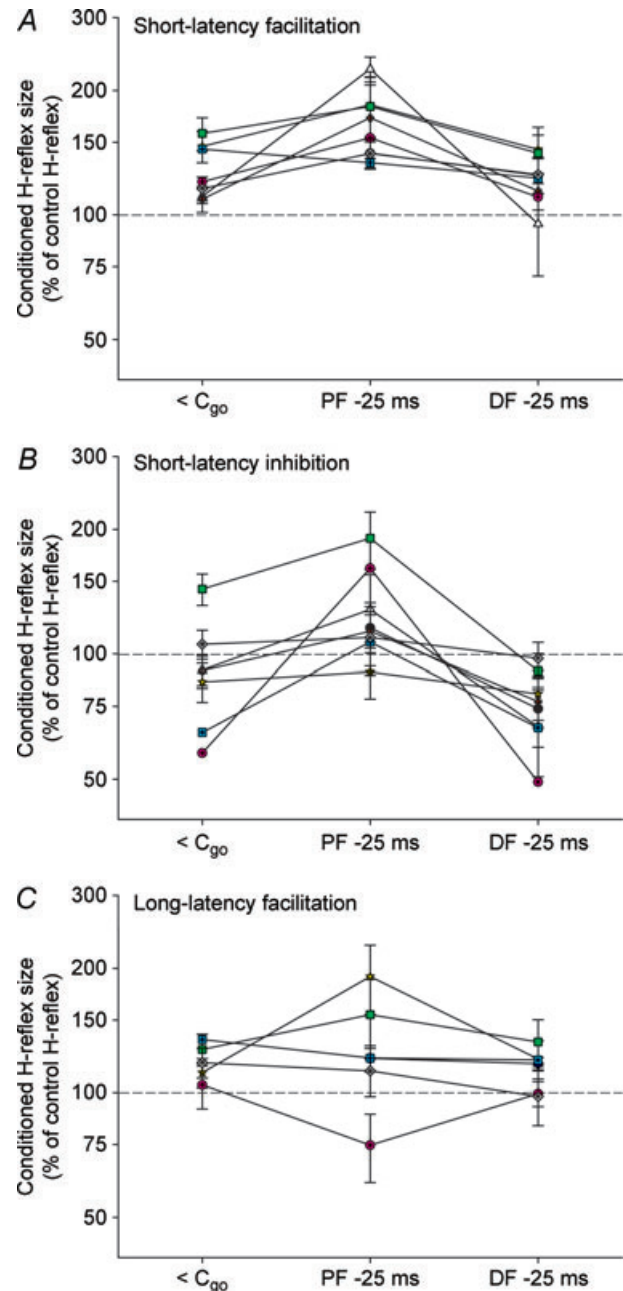 A Short-latency facilitation
Conditioned H-reflex size
(% of control H-reflex)
300
200
150
100
75
50
< Cgo PF -25 ms DF -25 ms
B Short-latency inhibition
Conditioned H-reflex size
(% of control H-reflex)
300
200
150
100
75
50
< Cgo PF -25 ms DF -25 ms
C Long-latency facilitation
Conditioned H-reflex size
(% of control H-reflex)
300
200
150
100
75
50
< Cgo PF -25 ms DF -25 ms